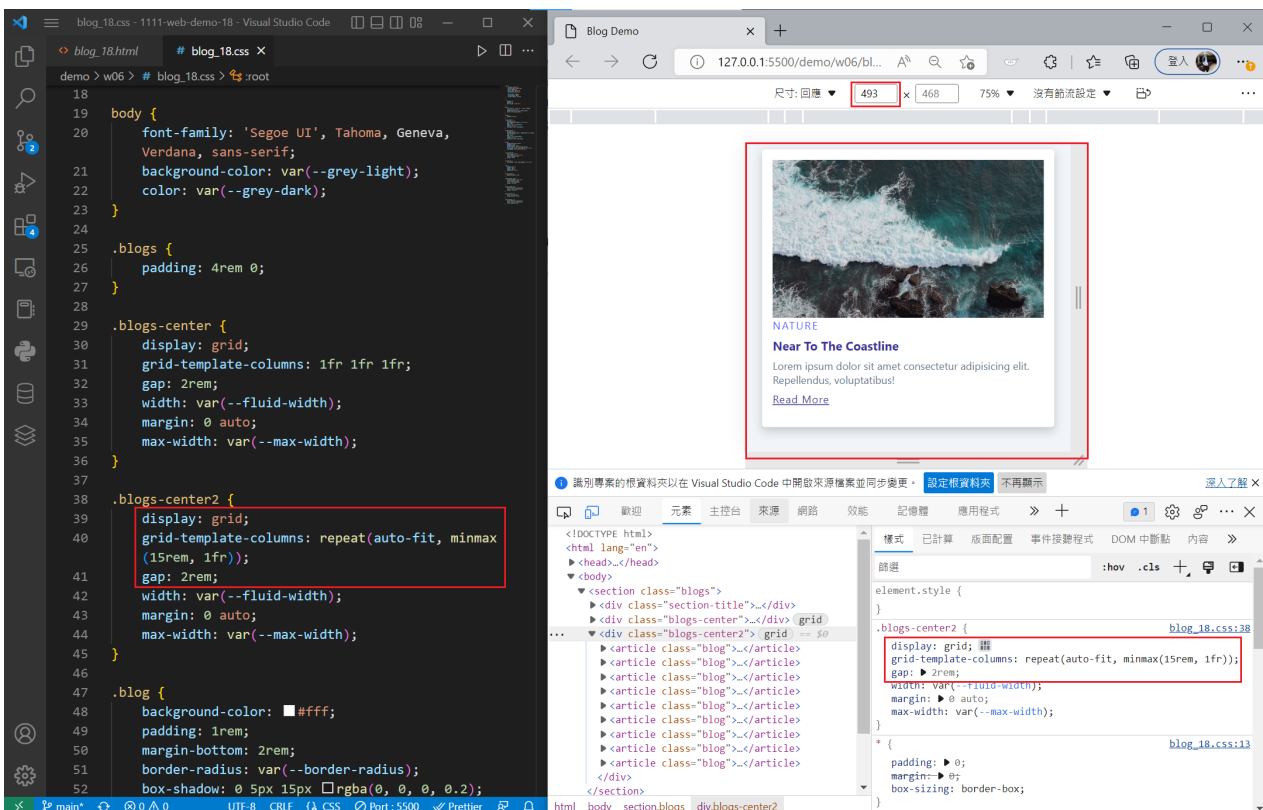 blog_18.css - 1111-web-demo-18 - Visual Studio Code
blog_18.html
# blog_18.css
demo > w06 > # blog_18.css > :root
18
19 body {
20 font-family: 'Segoe UI', Tahoma, Geneva,
Verdana, sans-serif;
21 background-color: var(--grey-light);
22 color: var(--grey-dark);
23 }
24
25 .blogs {
26 padding: 4rem 0;
27 }
28
29 .blogs-center {
30 display: grid;
31 grid-template-columns: 1fr 1fr 1fr;
32 gap: 2rem;
33 width: var(--fluid-width);
34 margin: 0 auto;
35 max-width: var(--max-width);
36 }
37
38 .blogs-center2 {
39 display: grid;
40 grid-template-columns: repeat(auto-fit, minmax
(15rem, 1fr));
41 gap: 2rem;
42 width: var(--fluid-width);
43 margin: 0 auto;
44 max-width: var(--max-width);
45 }
46
47 .blog {
48 background-color: #fff;
49 padding: 1rem;
50 margin-bottom: 2rem;
51 border-radius: var(--border-radius);
52 box-shadow: 0 5px 15px rgba(0, 0, 0, 0.2);
2
4
main* 0 0 UTF-8 CRLF CSS Port : 5500 Prettier
Blog Demo
127.0.0.1:5500/demo/w06/bl... 登入
尺寸: 回應 ▼ 493 × 468 75% ▼ 沒有節流設定 ▼
NATURE
Near To The Coastline
Lorem ipsum dolor sit amet consectetur adipisicing elit.
Repellendus, voluptatibus!
Read More
識別專案的根資料夾以在 Visual Studio Code 中開啟來源檔案並同步變更。 設定根資料夾 不再顯示 深入了解
歡迎 元素 主控台 來源 網路 效能 記憶體 應用程式 1
<!DOCTYPE html>
<html lang="en">
<head>…</head>
<body>
<section class="blogs">
<div class="section-title">…</div>
<div class="blogs-center">…</div> grid
<div class="blogs-center2"> grid == $0
<article class="blog">…</article>
<article class="blog">…</article>
<article class="blog">…</article>
<article class="blog">…</article>
<article class="blog">…</article>
<article class="blog">…</article>
<article class="blog">…</article>
<article class="blog">…</article>
<article class="blog">…</article>
</div>
</section>
html body section.blogs div.blogs-center2
樣式 已計算 版面配置 事件接聽程式 DOM 中斷點 內容
篩選 :hov .cls
element.style {
}
.blogs-center2 { blog_18.css:38
display: grid;
grid-template-columns: repeat(auto-fit, minmax(15rem, 1fr));
gap: 2rem;
width: var(--fluid-width);
margin: 0 auto;
max-width: var(--max-width);
}
* { blog_18.css:13
padding: 0;
margin: 0;
box-sizing: border-box;
}